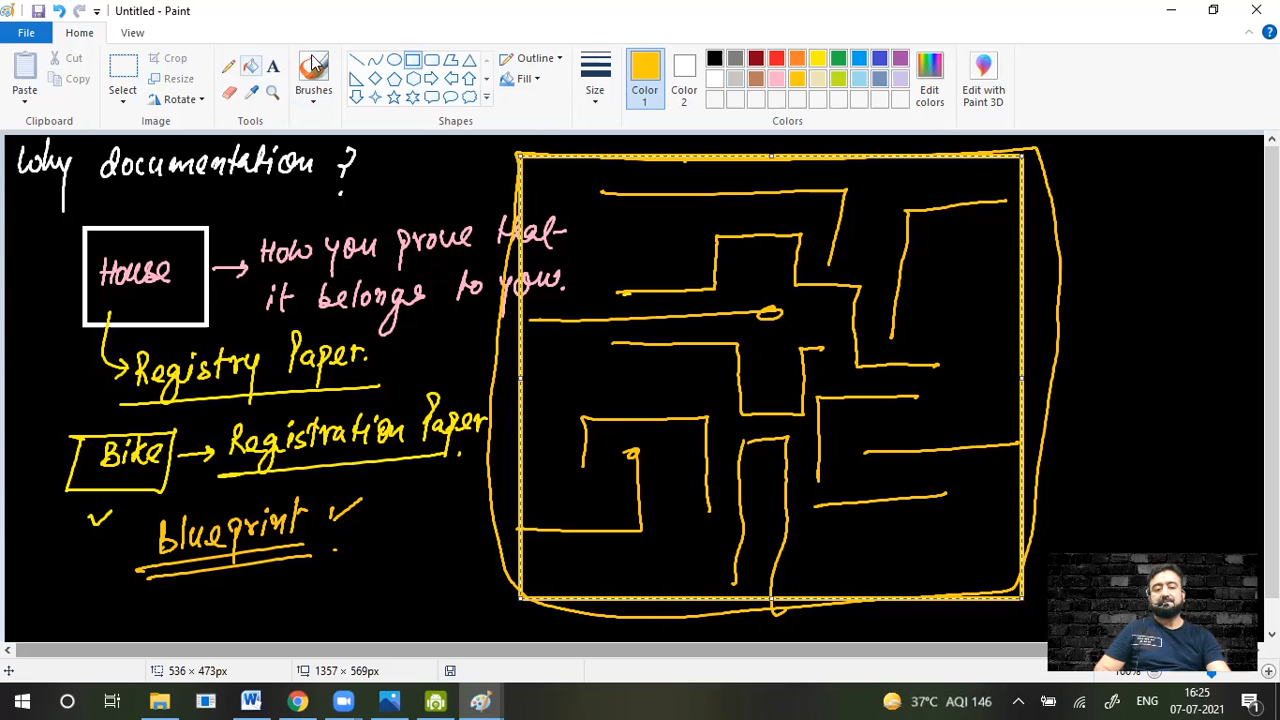 Untitled - Paint
File
Home
View
Paste
Cut
Copy
Clipboard
Select
Crop
Resize
Rotate
Image
A
Tools
Brushes
Shapes
Outline
Fill
Size
Color 1
Color 2
Colors
Edit colors
Edit with Paint 3D
Why documentation ?
House → How you prove that
it belongs to you.
Registry Paper.
Bike → Registration Paper.
blueprint
536 × 473px
1357 × 569px
100%
37°C AQI 146
ENG
16:25
07-07-2021